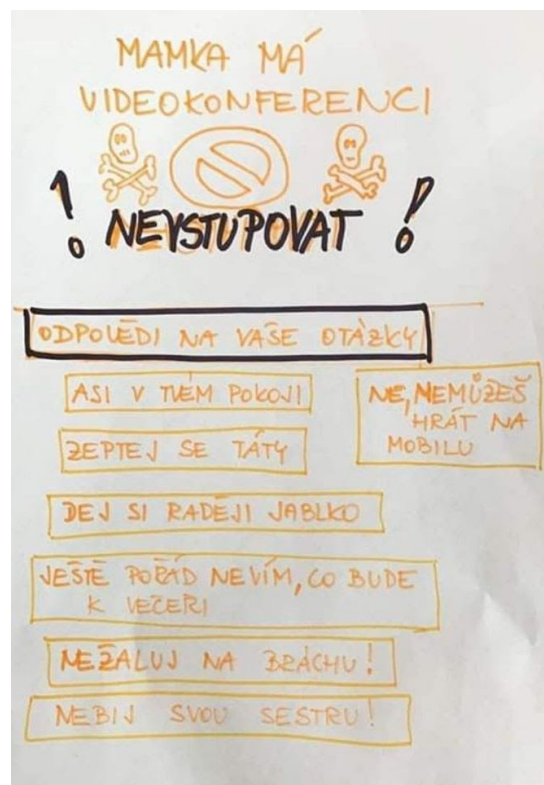 MAMKA MÁ
VIDEOKONFERENCI
! NEVSTUPOVAT !
ODPOVĚDI NA VAŠE OTÁZKY
ASI V TVÉM POKOJI
NE, NEMŮŽEŠ
HRÁT NA
MOBILU
ZEPTEJ SE TÁTY
DEJ SI RADĚJI JABLKO
JEŠTĚ POŘÁD NEVÍM, CO BUDE
K VEČEŘI
NEŽALUJ NA BRÁCHU!
NEBIJ SVOU SESTRU!